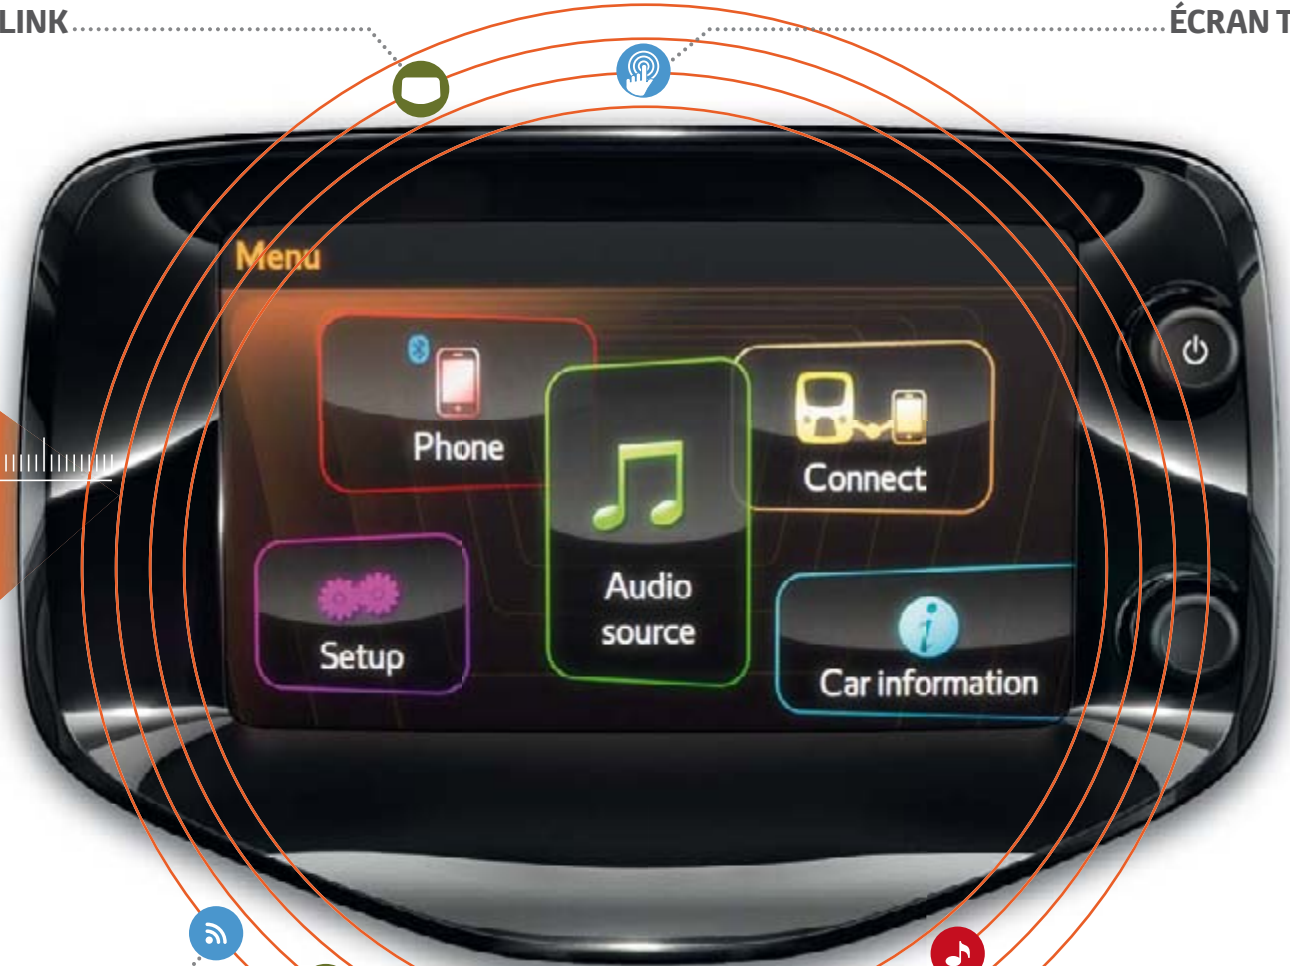 LINK
ÉCRAN T
Menu
Phone
Connect
Audio
source
Setup
Car information